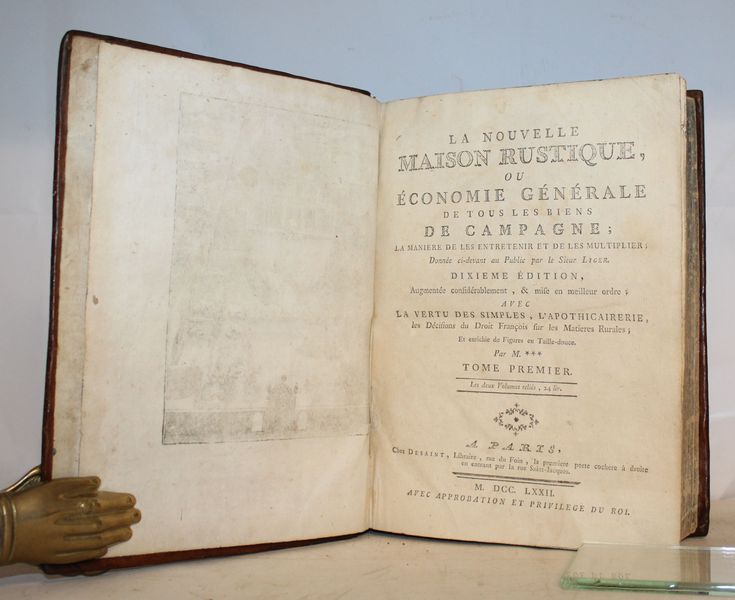 LA NOUVELLE
MAISON RUSTIQUE,
OU
ÉCONOMIE GÉNÉRALE
DE TOUS LES BIENS
DE CAMPAGNE;
LA MANIERE DE LES ENTRETENIR ET DE LES MULTIPLIER;
Donnée ci-devant au Public par le Sieur LIGER.
DIXIEME ÉDITION,
Augmentée considérablement, & mise en meilleur ordre;
AVEC
LA VERTU DES SIMPLES, L'APOTHICAIRERIE,
les Décisions du Droit François sur les Matieres Rurales;
Et enrichie de Figures en Taille-douce.
Par M. ***
TOME PREMIER.
Les deux Volumes reliés, 24 liv.
A PARIS,
Chez DESAINT, Libraire, rue du Foin, la premiere porte cochere à droite
en entrant par la rue Saint-Jacques.
M. DCC. LXXII.
AVEC APPROBATION ET PRIVILEGE DU ROI.